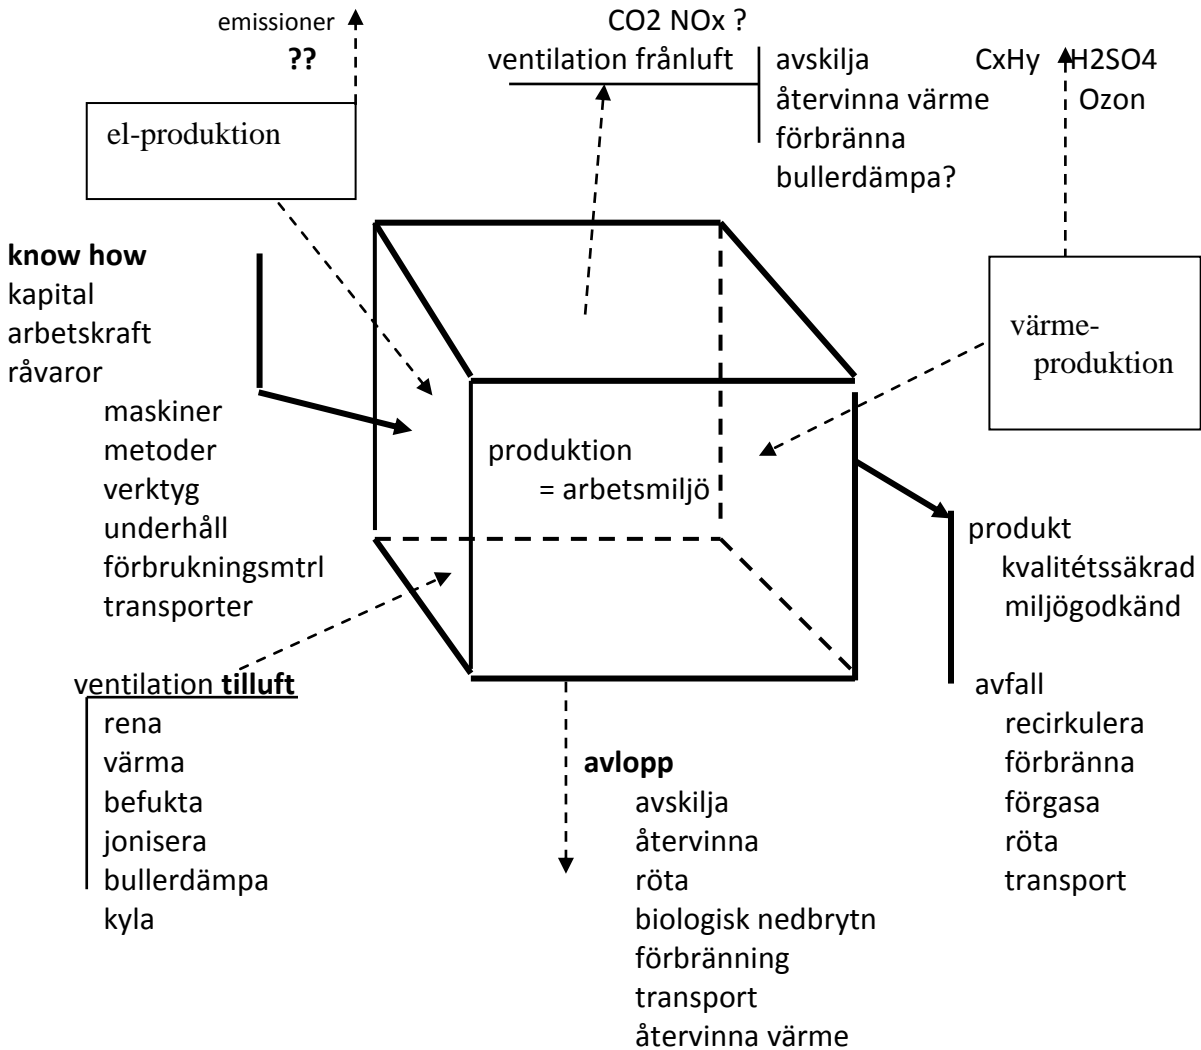 emissioner
??
el-produktion
CO2 NOx ?
ventilation frånluft
avskilja
återvinna värme
förbränna
bullerdämpa?
CxHy H2SO4
Ozon
know how
kapital
arbetskraft
råvaror
maskiner
metoder
verktyg
underhåll
förbrukningsmtrl
transporter
produktion
= arbetsmiljö
värme-
produktion
produkt
kvalitétssäkrad
miljögodkänd
avfall
recirkulera
förbränna
förgasa
röta
transport
ventilation tilluft
rena
värma
befukta
jonisera
bullerdämpa
kyla
avlopp
avskilja
återvinna
röta
biologisk nedbrytn
förbränning
transport
återvinna värme